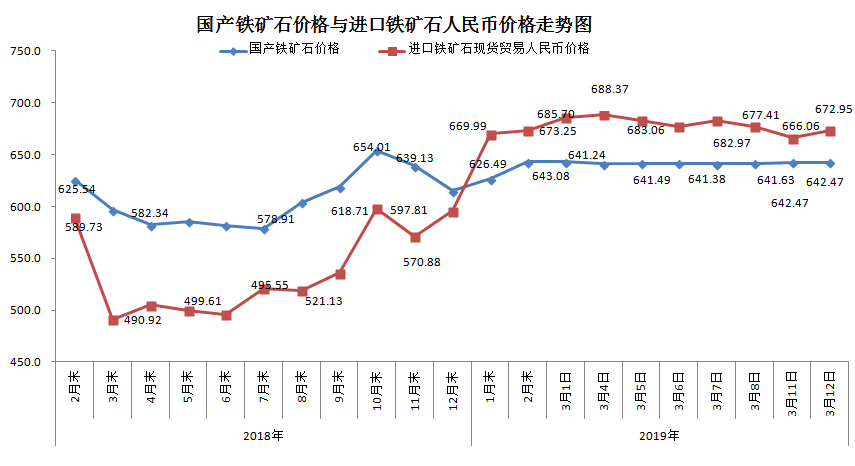 国产铁矿石价格与进口铁矿石人民币价格走势图
国产铁矿石价格 进口铁矿石现货贸易人民币价格
750.0
700.0
650.0
600.0
550.0
500.0
450.0
625.54
582.34
578.91
618.71
654.01
639.13
626.49
643.08
641.24
641.49
641.38
641.63
642.47
642.47
589.73
490.92
499.61
495.55
521.13
597.81
570.88
669.99
673.25
685.70
688.37
683.06
682.97
677.41
666.06
672.95
2月末
3月末
4月末
5月末
6月末
7月末
8月末
9月末
10月末
11月末
12月末
1月末
2月末
3月1日
3月4日
3月5日
3月6日
3月7日
3月8日
3月11日
3月12日
2018年 2019年